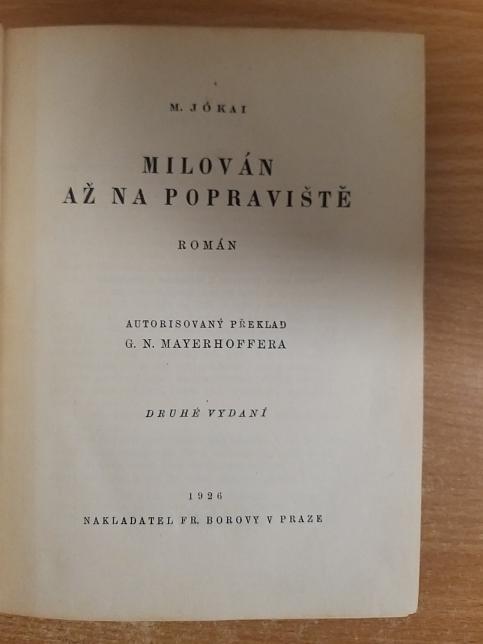 M. JÓKAI
MILOVÁN
AŽ NA POPRAVIŠTĚ
ROMÁN
AUTORISOVANÝ PŘEKLAD
G. N. MAYERHOFFERA
DRUHÉ VYDANÍ
1926
NAKLADATEL FR. BOROVY V PRAZE